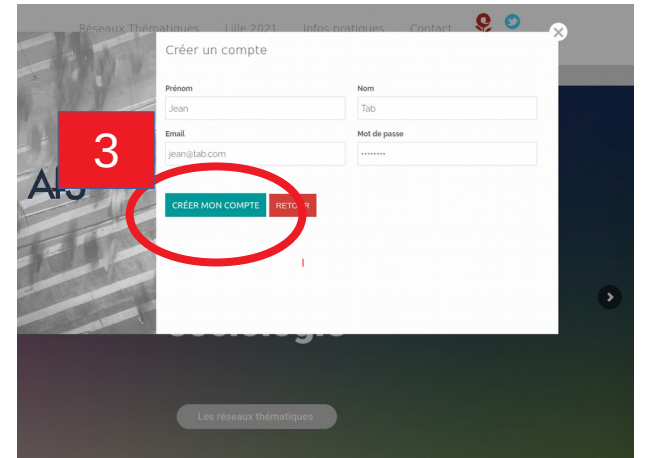 Réseaux Thématiques Lille 2021 Infos pratiques Contact
Créer un compte
Prénom Nom
Jean Tab
Email Mot de passe
jean@tab.com
3
CRÉER MON COMPTE RETOUR
Les réseaux thématiques